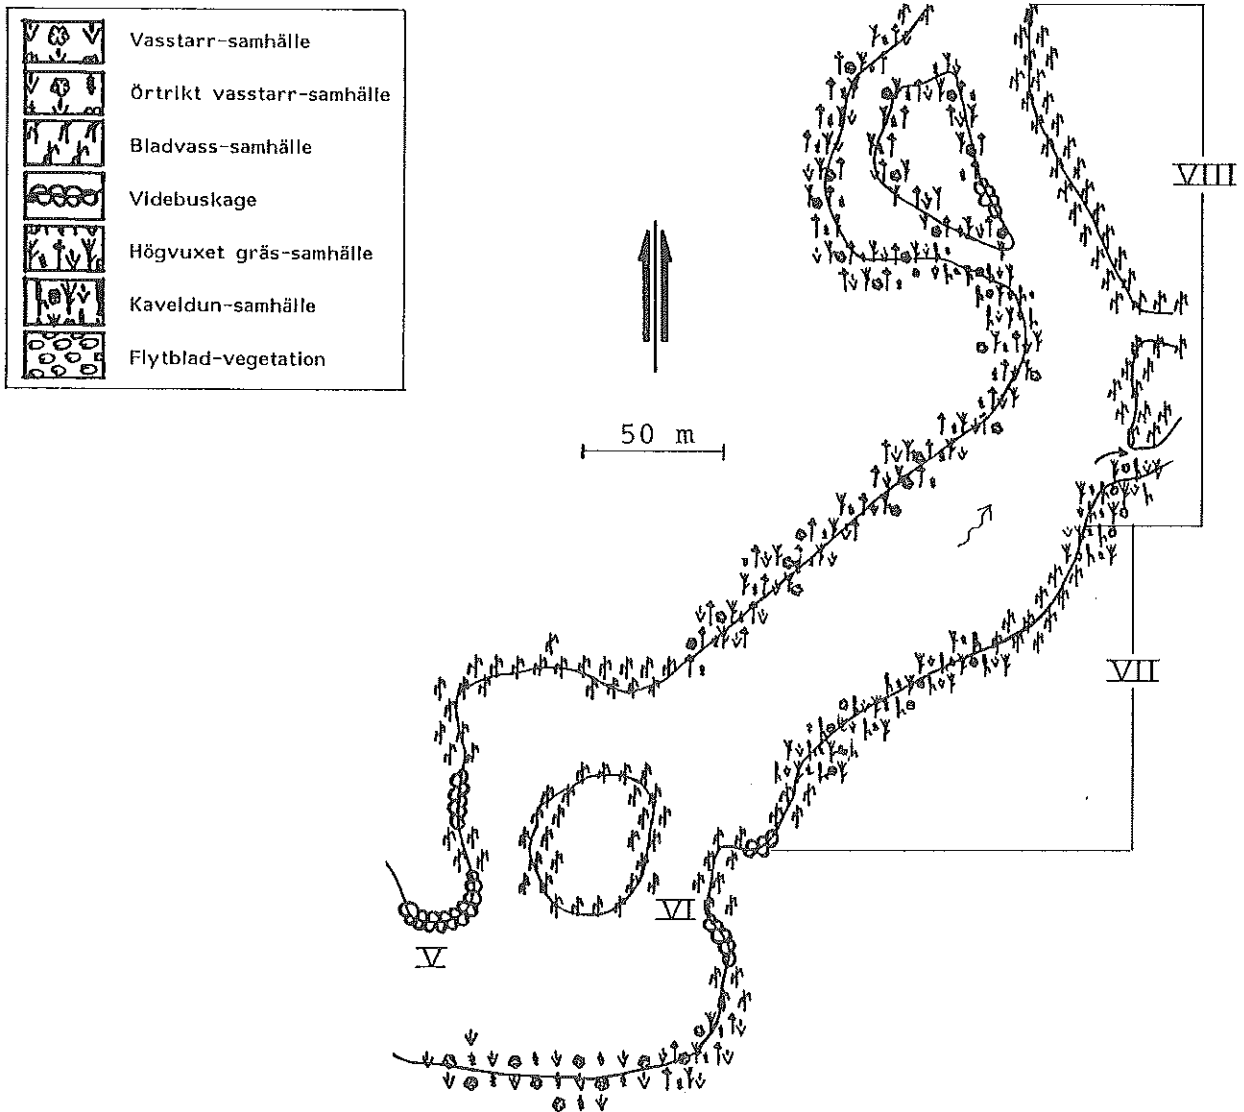 Vasstarr-samhälle
Örtrikt vasstarr-samhälle
Bladvass-samhälle
Videbuskage
Högvuxet gräs-samhälle
Kaveldun-samhälle
Flytblad-vegetation
VIII
50 m
VII
VI
V